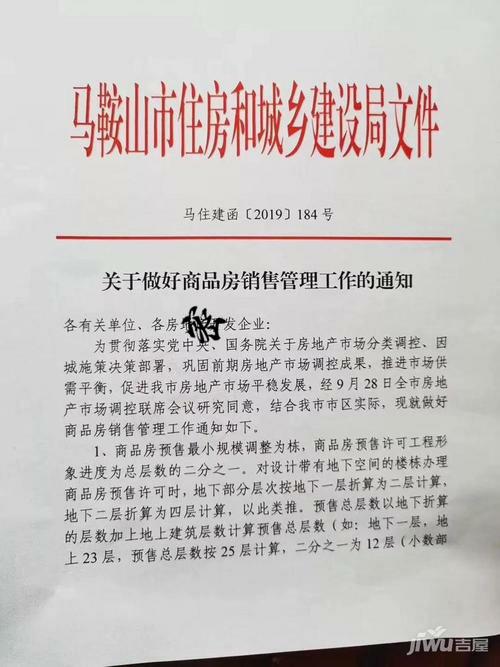 马鞍山市住房和城乡建设局文件
马住建函〔2019〕184号
关于做好商品房销售管理工作的通知
各有关单位、各房地发企业：
为贯彻落实党中央、国务院关于房地产市场分类调控、因
城施策决策部署，巩固前期房地产市场调控成果，推进市场供
需平衡，促进我市房地产市场平稳发展，经9月28日全市房地
产市场调控联席会议研究同意，结合我市市区实际，现就做好
商品房销售管理工作通知如下。
1、商品房预售最小规模调整为栋，商品房预售许可工程形
象进度为总层数的二分之一。对设计带有地下空间的楼栋办理
商品房预售许可时，地下部分层次按地下一层折算为二层计算，
地下二层折算为四层计算，以此类推。预售总层数以地下折算
的层数加上地上建筑层数计算预售总层数（如：地下一层，地
上23层，预售总层数按25层计算，二分之一为12层（小数部
JIWU吉屋